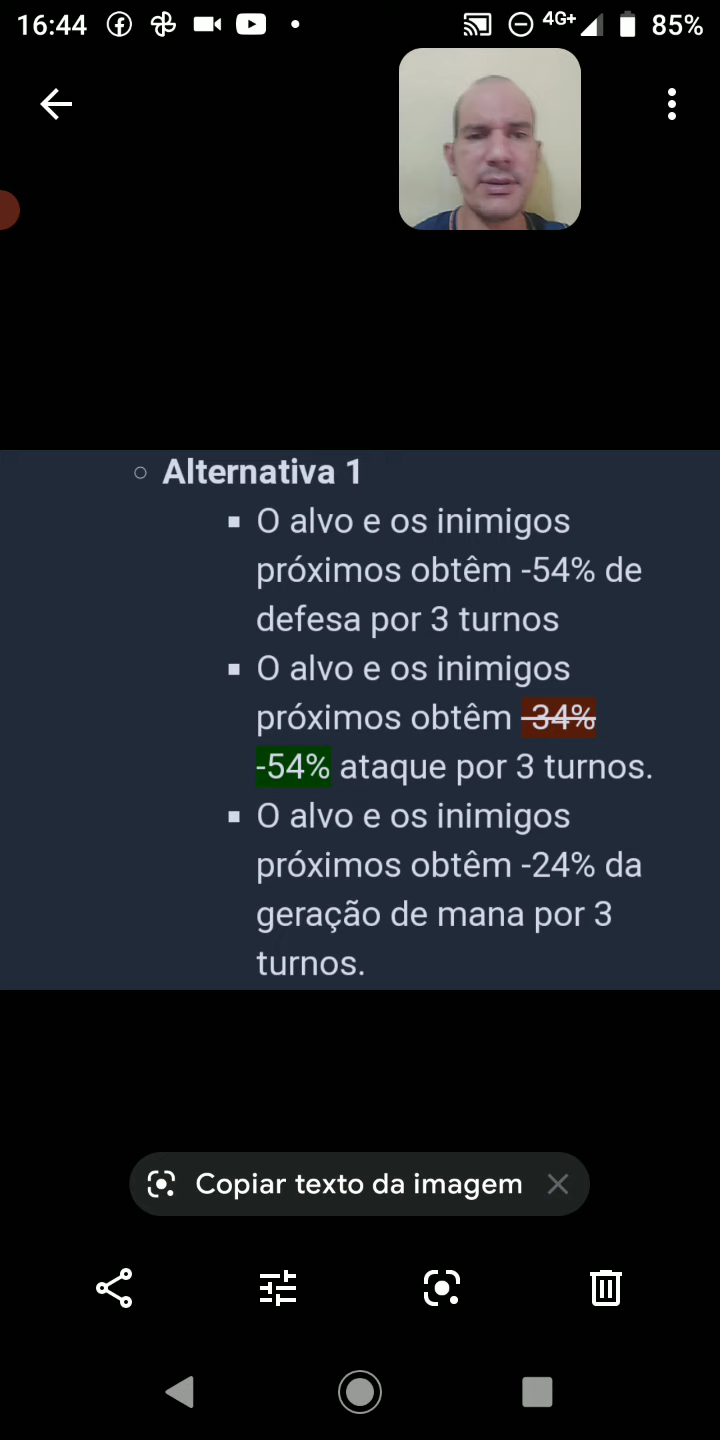 16:44 4G+ 85%
Alternativa 1
O alvo e os inimigos
próximos obtêm -54% de
defesa por 3 turnos
O alvo e os inimigos
próximos obtêm -34%
-54% ataque por 3 turnos.
O alvo e os inimigos
próximos obtêm -24% da
geração de mana por 3
turnos.
Copiar texto da imagem